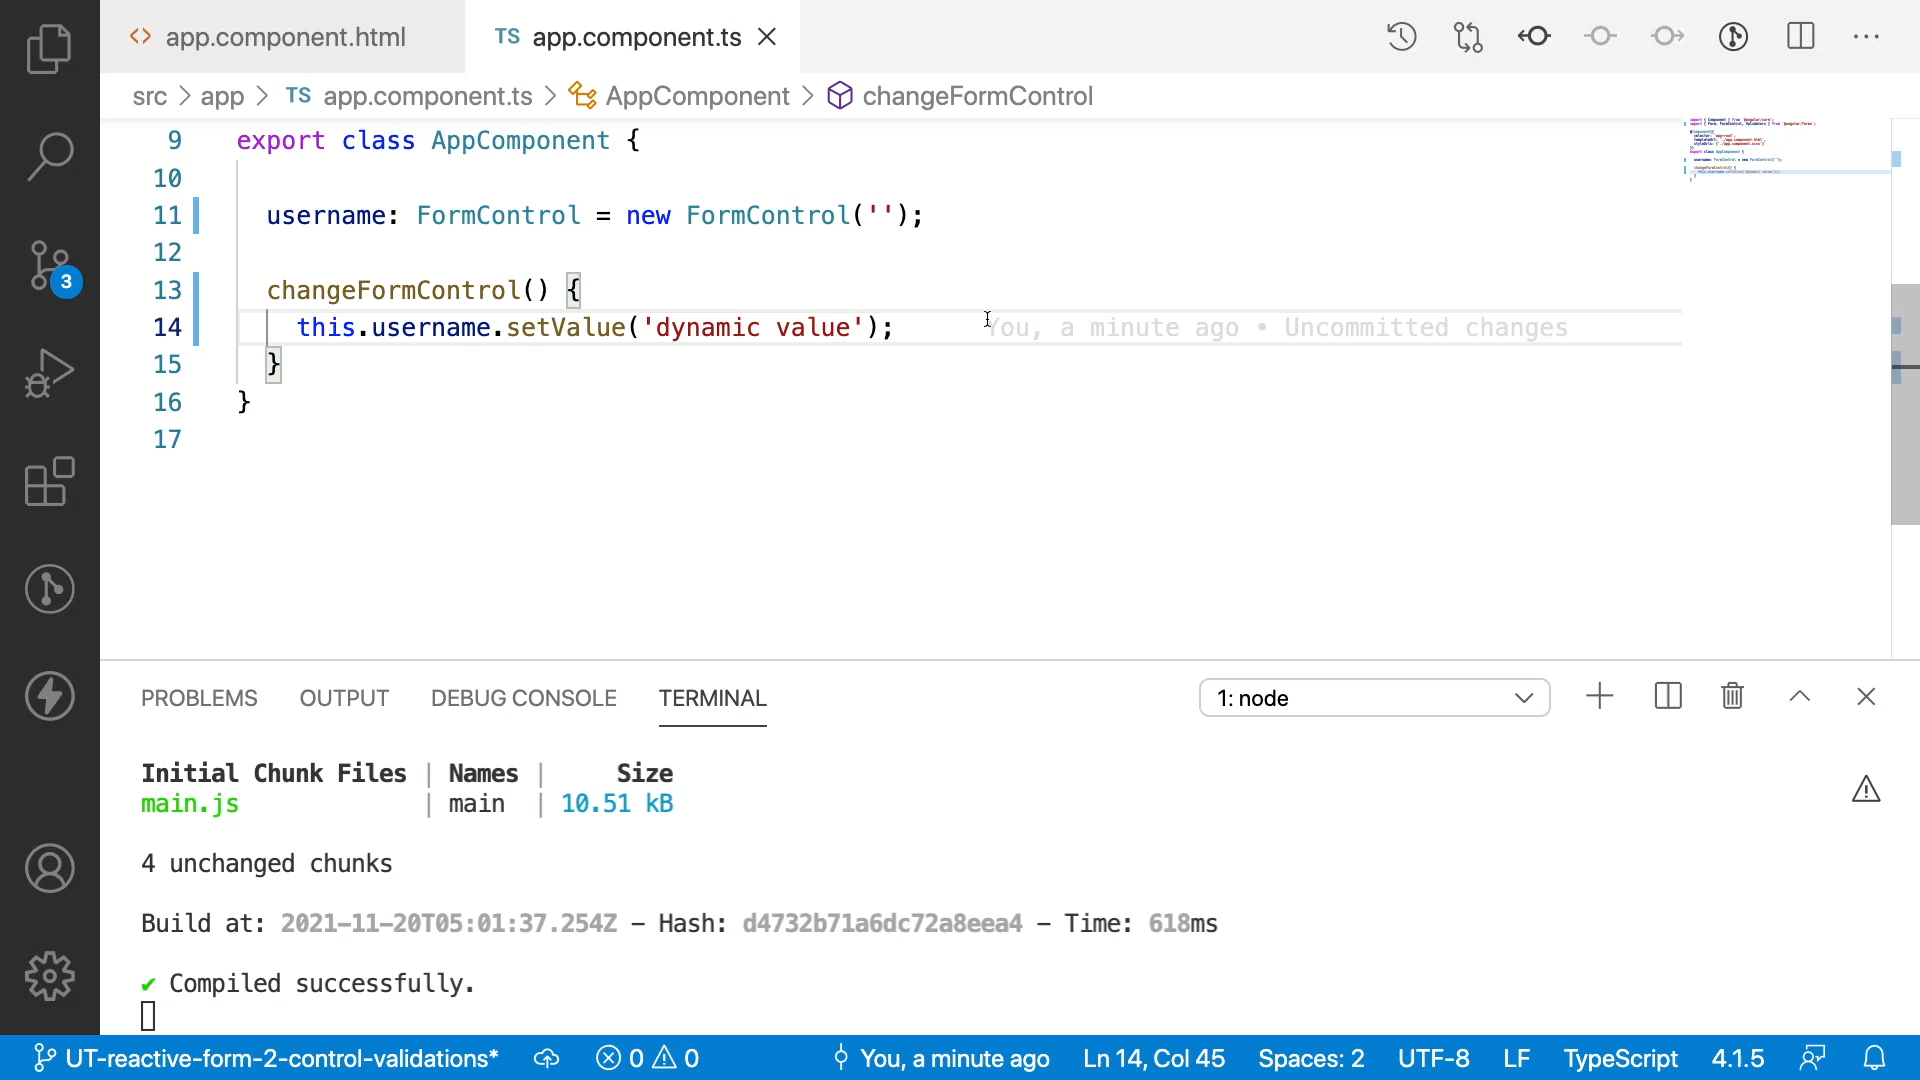 <> app.component.html
TS app.component.ts
src > app > TS app.component.ts > AppComponent > changeFormControl
9 export class AppComponent {
10
11 username: FormControl = new FormControl('');
12
13 changeFormControl() {
14 this.username.setValue('dynamic value'); You, a minute ago • Uncommitted changes
15 }
16 }
17
3
PROBLEMS OUTPUT DEBUG CONSOLE TERMINAL 1: node
Initial Chunk Files | Names | Size
main.js | main | 10.51 kB
4 unchanged chunks
Build at: 2021-11-20T05:01:37.254Z - Hash: d4732b71a6dc72a8eea4 - Time: 618ms
✔ Compiled successfully.
UT-reactive-form-2-control-validations* 0 0 You, a minute ago Ln 14, Col 45 Spaces: 2 UTF-8 LF TypeScript 4.1.5